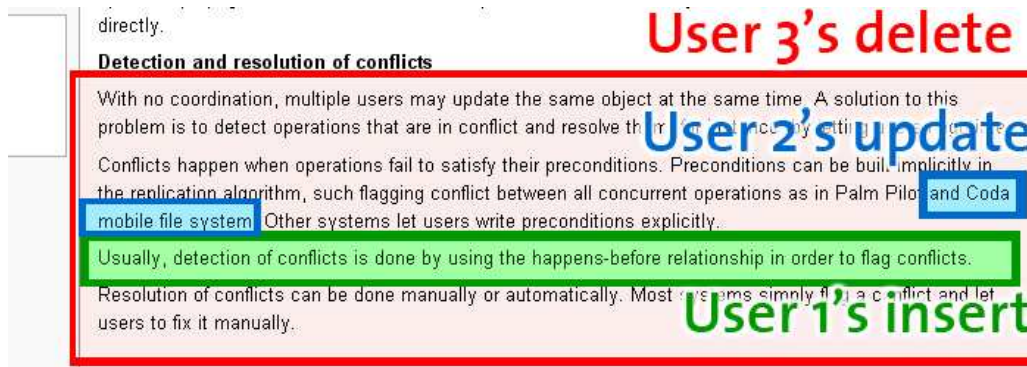 directly.
User 3's delete
Detection and resolution of conflicts
With no coordination, multiple users may update the same object at the same time. A solution to this
problem is to detect operations that are in conflict and resolve
User 2's update
Conflicts happen when operations fail to satisfy their preconditions. Preconditions can be built implicitly in
the replication algorithm, such flagging conflict between all concurrent operations as in Palm Pilot and Coda
mobile file system. Other systems let users write preconditions explicitly.
Usually, detection of conflicts is done by using the happens-before relationship in order to flag conflicts.
Resolution of conflicts can be done manually or automatically. Most systems simply flag a conflict and let
users to fix it manually.
User 1's insert